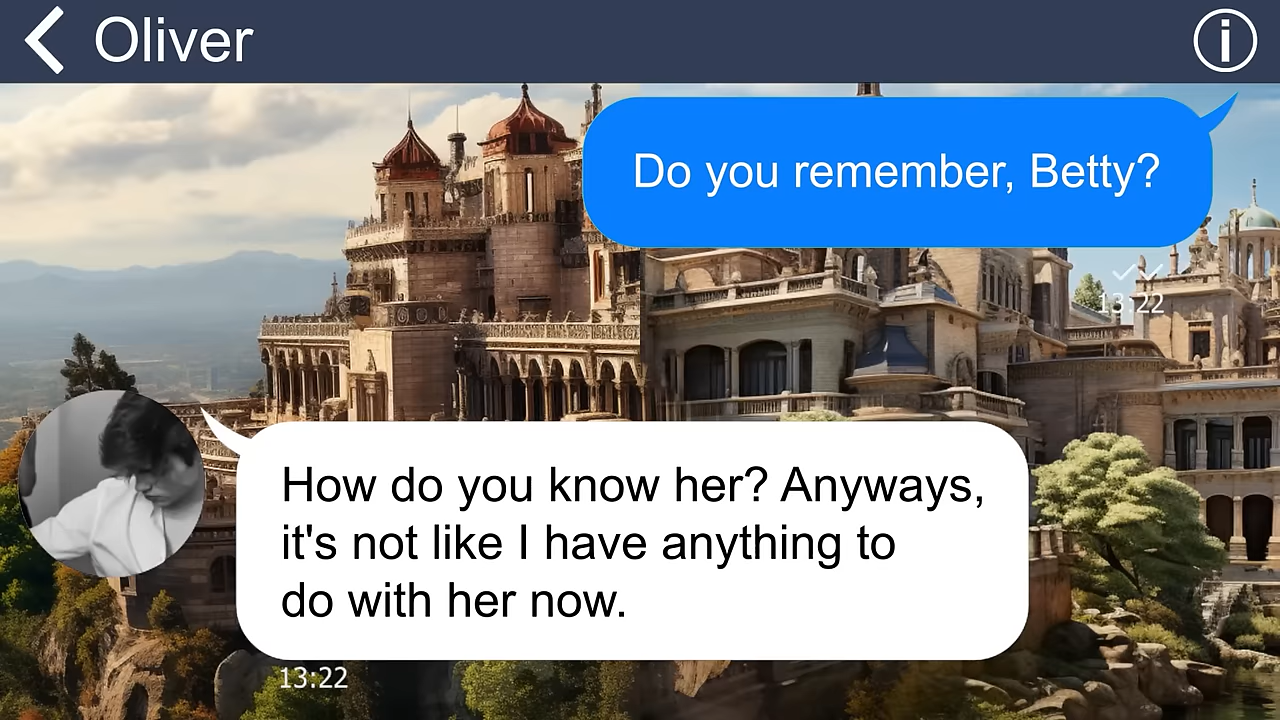 Oliver
Do you remember, Betty?
13:22
How do you know her? Anyways,
it's not like I have anything to
do with her now.
13:22